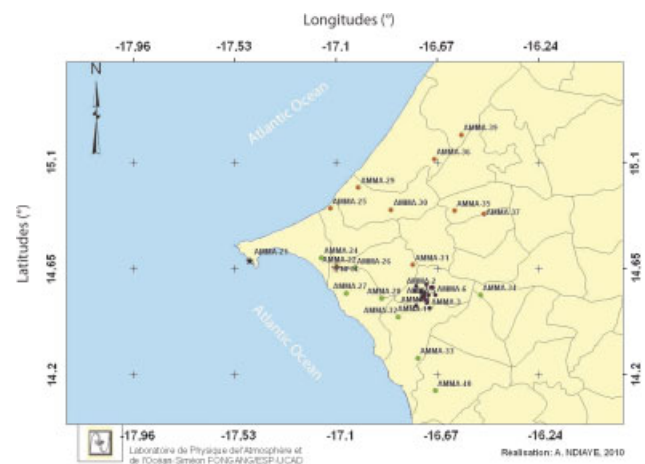 Longitudes (°)
-17.96 -17.53 -17.1 -16.67 -16.24
N
Atlantic Ocean
AMMA-39
AMMA-36
15.1 15.1
AMMA-29
AMMA-25 AMMA-30 AMMA-35
AMMA-37
Latitudes (°)
AMMA-24
AMMA-26
AMMA-31
14.65 14.65
AMMA-2
AMMA-27 AMMA-28 AMMA-6 AMMA-34
AMMA-3
AMMA-32
Atlantic Ocean
AMMA-33
14.2 14.2
AMMA-40
-17.96 -17.53 -17.1 -16.67 -16.24
Laboratoire de Physique de l'Atmosphère et
de l'Océan-Siméon FONGANG/ESP-UCAD
Réalisation: A. NDIAYE, 2010